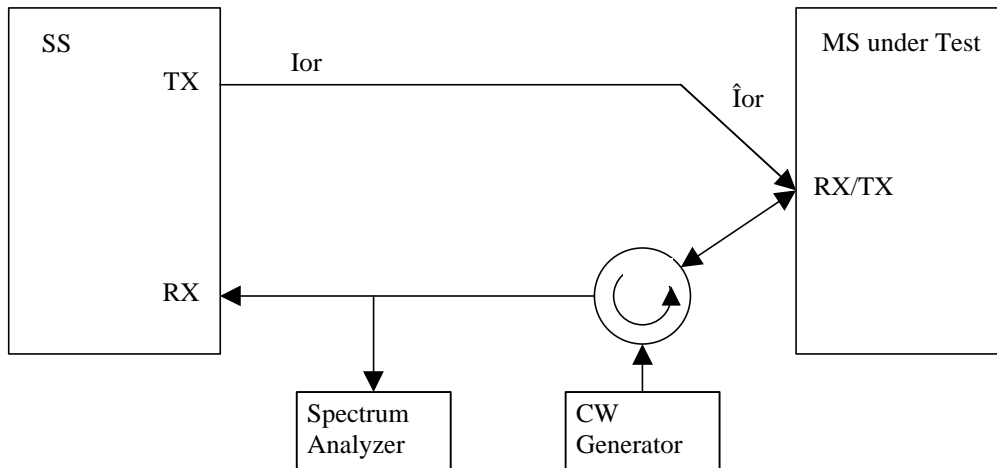 SS
MS under Test
TX
Ior
Îor
RX/TX
RX
Spectrum
Analyzer
CW
Generator